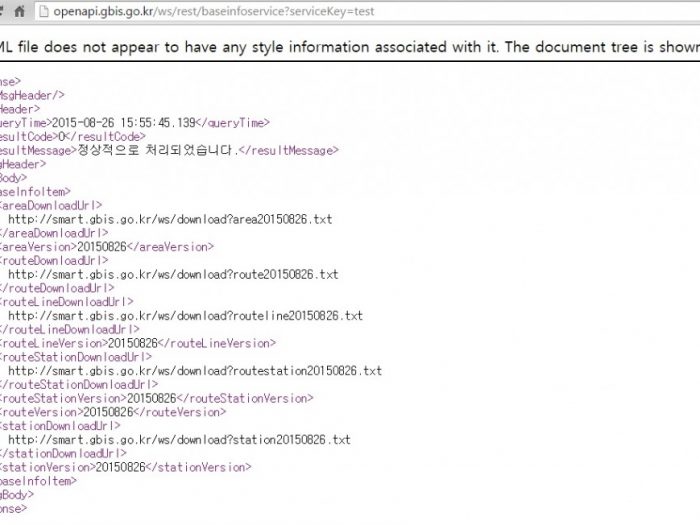 openapi.gbis.go.kr/ws/rest/baseinfoservice?serviceKey=test
ML file does not appear to have any style information associated with it. The document tree is shown
nse>
MsgHeader/>
Header>
ueryTime>2015-08-26 15:55:45.139</queryTime>
esultCode>0</resultCode>
esultMessage>정상적으로 처리되었습니다.</resultMessage>
gHeader>
Body>
aseInfoItem>
<areaDownloadUrl>
http://smart.gbis.go.kr/ws/download?area20150826.txt
</areaDownloadUrl>
<areaVersion>20150826</areaVersion>
<routeDownloadUrl>
http://smart.gbis.go.kr/ws/download?route20150826.txt
</routeDownloadUrl>
<routeLineDownloadUrl>
http://smart.gbis.go.kr/ws/download?routeline20150826.txt
</routeLineDownloadUrl>
<routeLineVersion>20150826</routeLineVersion>
<routeStationDownloadUrl>
http://smart.gbis.go.kr/ws/download?routestation20150826.txt
</routeStationDownloadUrl>
<routeStationVersion>20150826</routeStationVersion>
<routeVersion>20150826</routeVersion>
<stationDownloadUrl>
http://smart.gbis.go.kr/ws/download?station20150826.txt
</stationDownloadUrl>
<stationVersion>20150826</stationVersion>
baseInfoItem>
gBody>
onse>